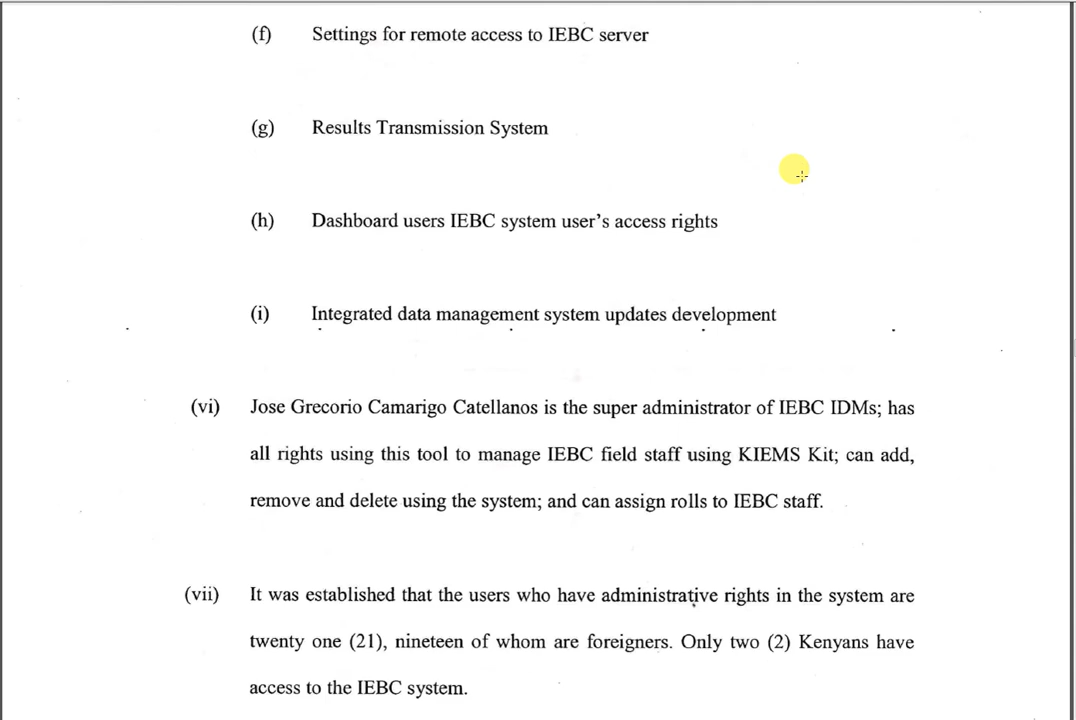 (f) Settings for remote access to IEBC server
(g) Results Transmission System
(h) Dashboard users IEBC system user's access rights
(i) Integrated data management system updates development
(vi) Jose Grecorio Camarigo Catellanos is the super administrator of IEBC IDMs; has
all rights using this tool to manage IEBC field staff using KIEMS Kit; can add,
remove and delete using the system; and can assign rolls to IEBC staff.
(vii) It was established that the users who have administrative rights in the system are
twenty one (21), nineteen of whom are foreigners. Only two (2) Kenyans have
access to the IEBC system.